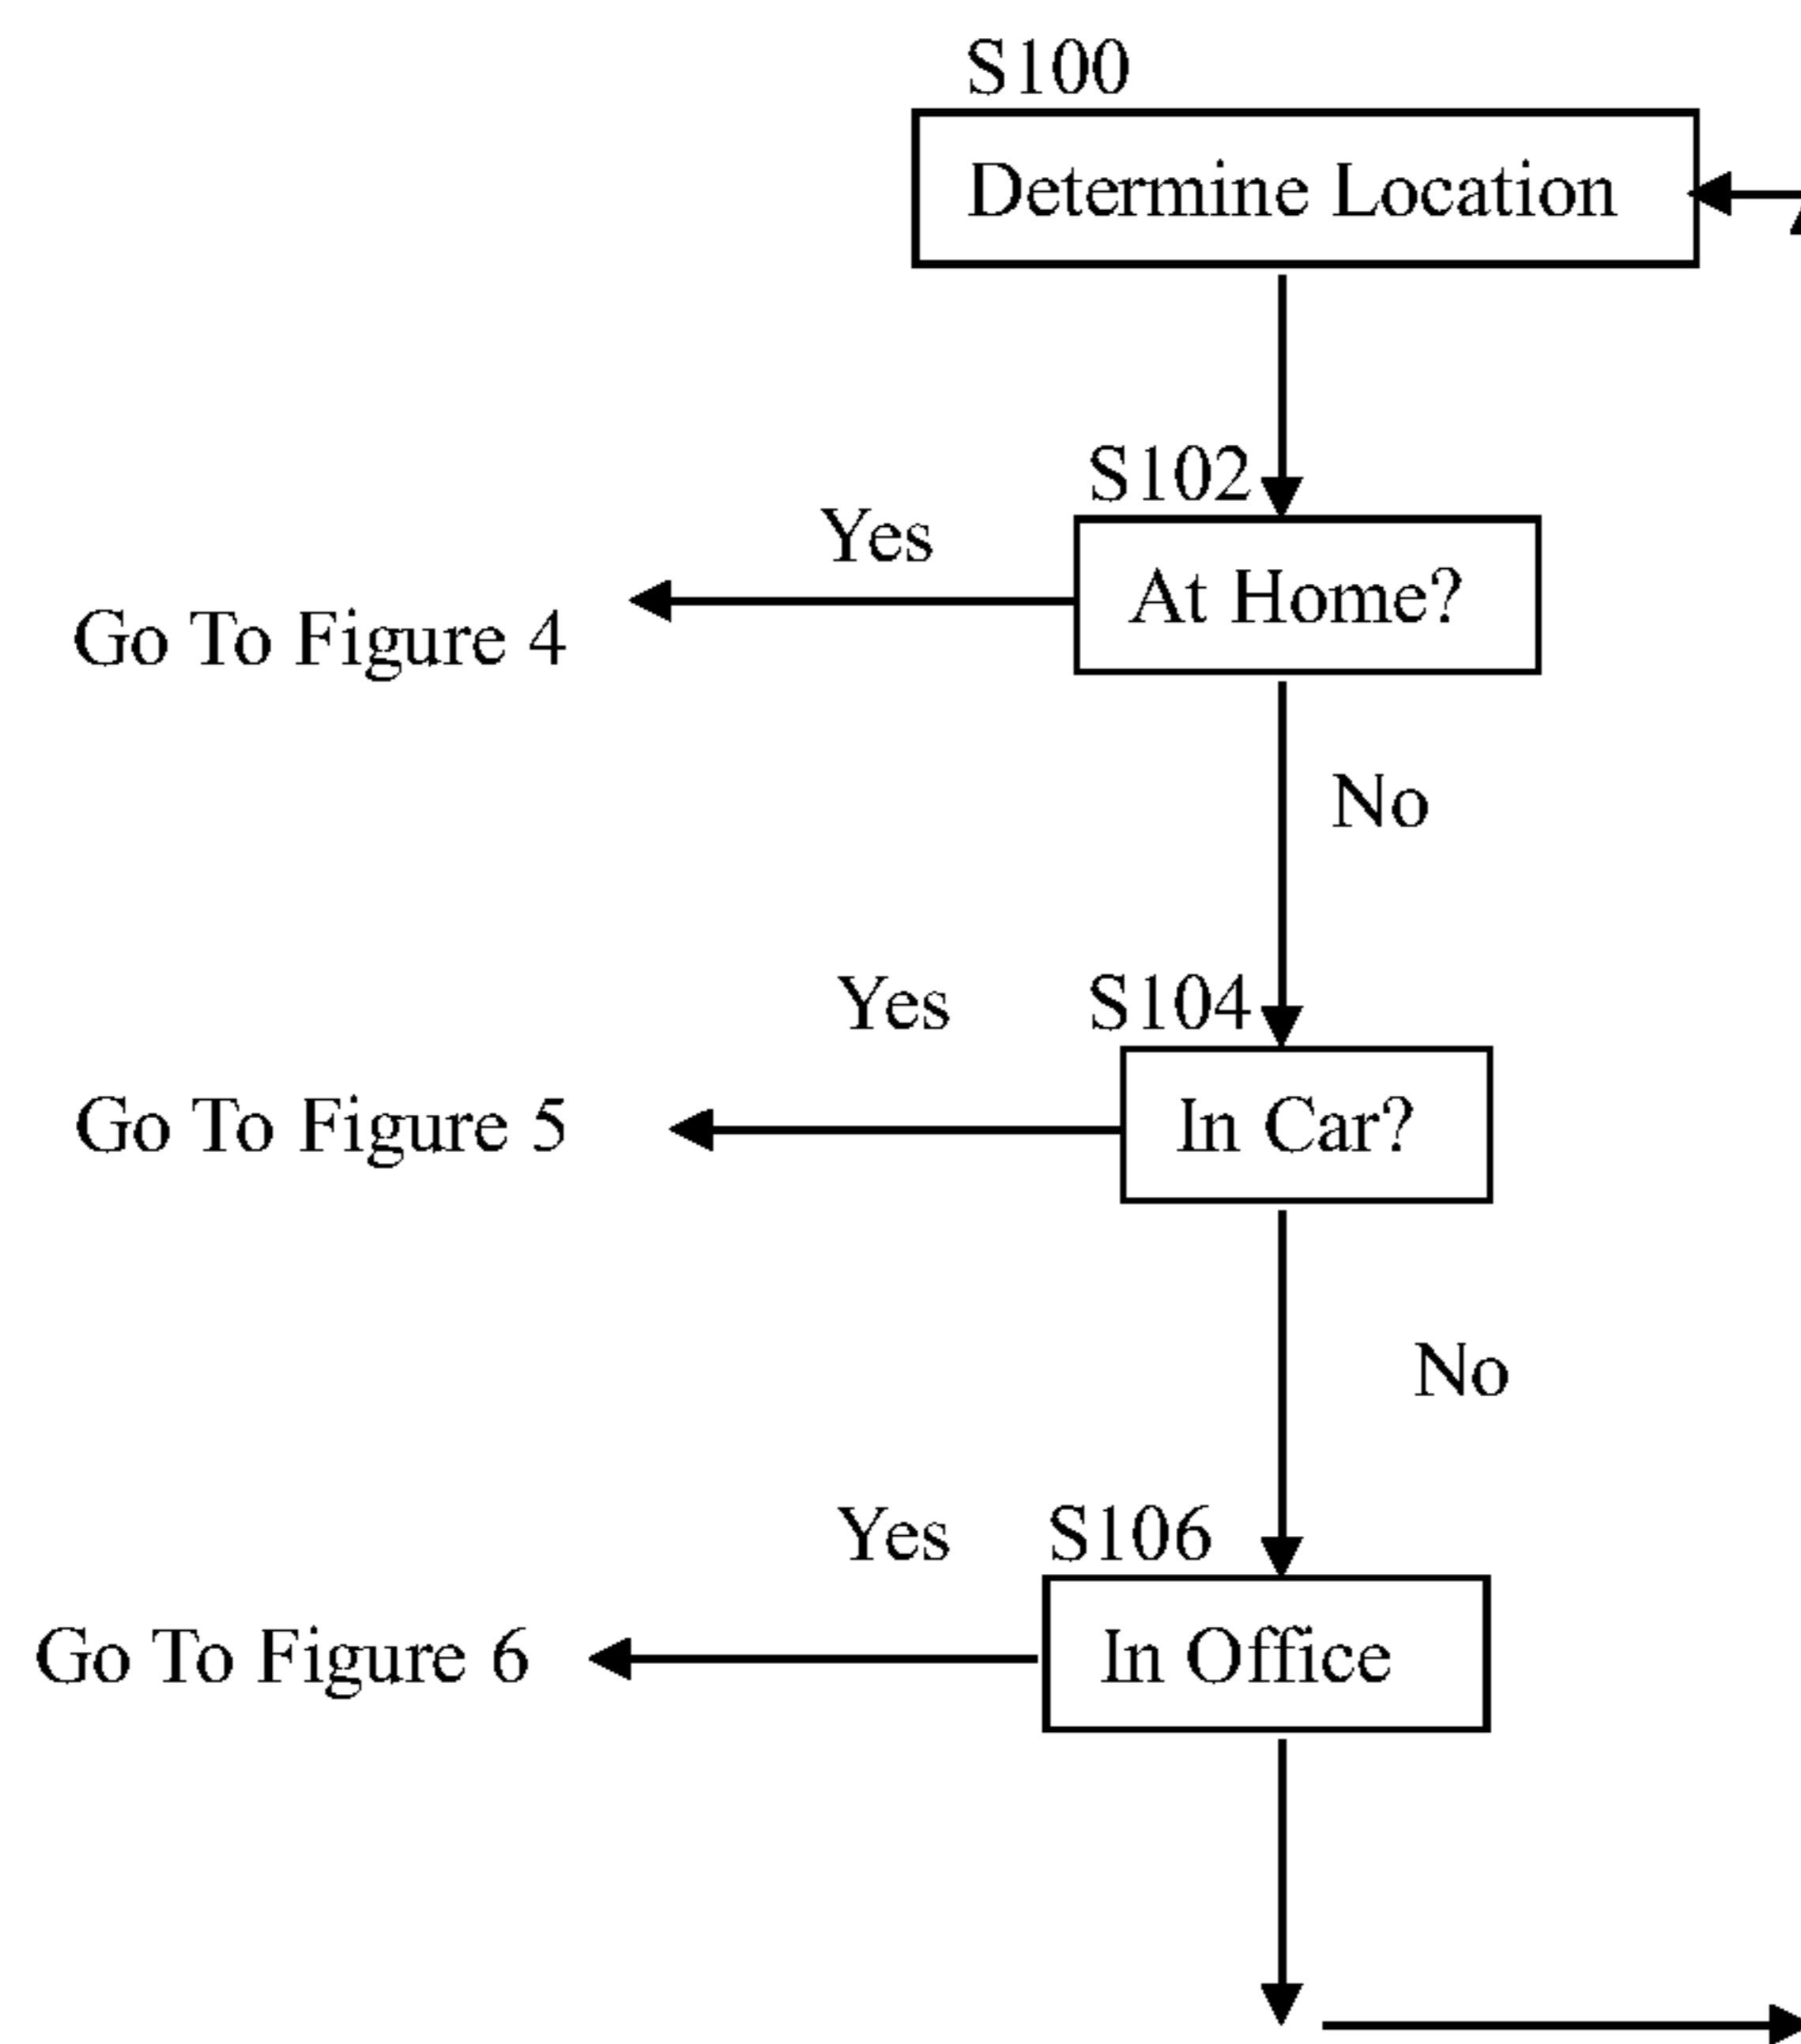 S100
Determine Location
S102
Yes
At Home?
Go To Figure 4
No
Yes
S104
In Car?
Go To Figure 5
No
Yes
S106
In Office
Go To Figure 6